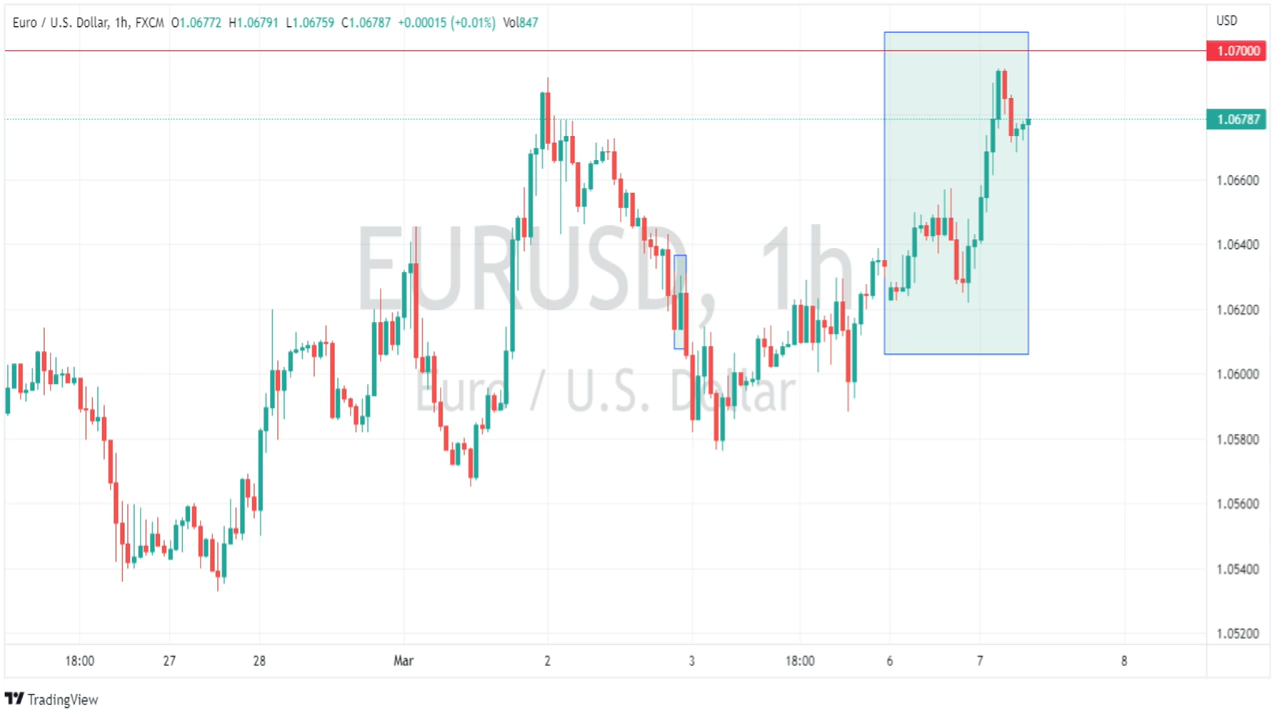 Euro / U.S. Dollar, 1h, FXCM O1.06772 H1.06791 L1.06759 C1.06787 +0.00015 (+0.01%) Vol847
USD
1.07000
1.06787
1.06600
1.06400
1.06200
1.06000
1.05800
1.05600
1.05400
1.05200
EURUSD, 1h
Euro / U.S. Dollar
18:00 27 28 Mar 2 3 18:00 6 7 8
TradingView